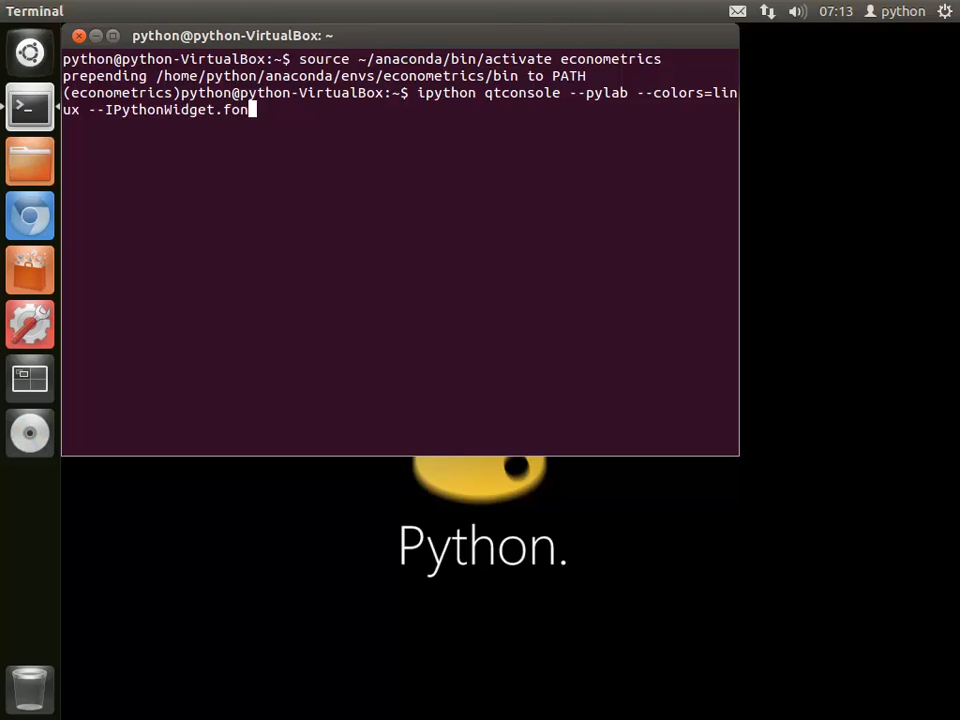 Terminal
07:13
python
python@python-VirtualBox: ~
python@python-VirtualBox:~$ source ~/anaconda/bin/activate econometrics
prepending /home/python/anaconda/envs/econometrics/bin to PATH
(econometrics)python@python-VirtualBox:~$ ipython qtconsole --pylab --colors=lin
ux --IPythonWidget.fon
Python.